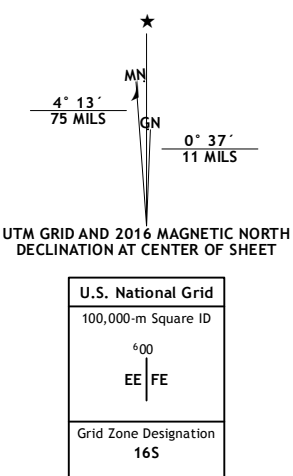 ★
MN
4° 13´
75 MILS
GN
0° 37´
11 MILS
UTM GRID AND 2016 MAGNETIC NORTH
DECLINATION AT CENTER OF SHEET
U.S. National Grid
100,000-m Square ID
⁶00
EE FE
Grid Zone Designation
16S